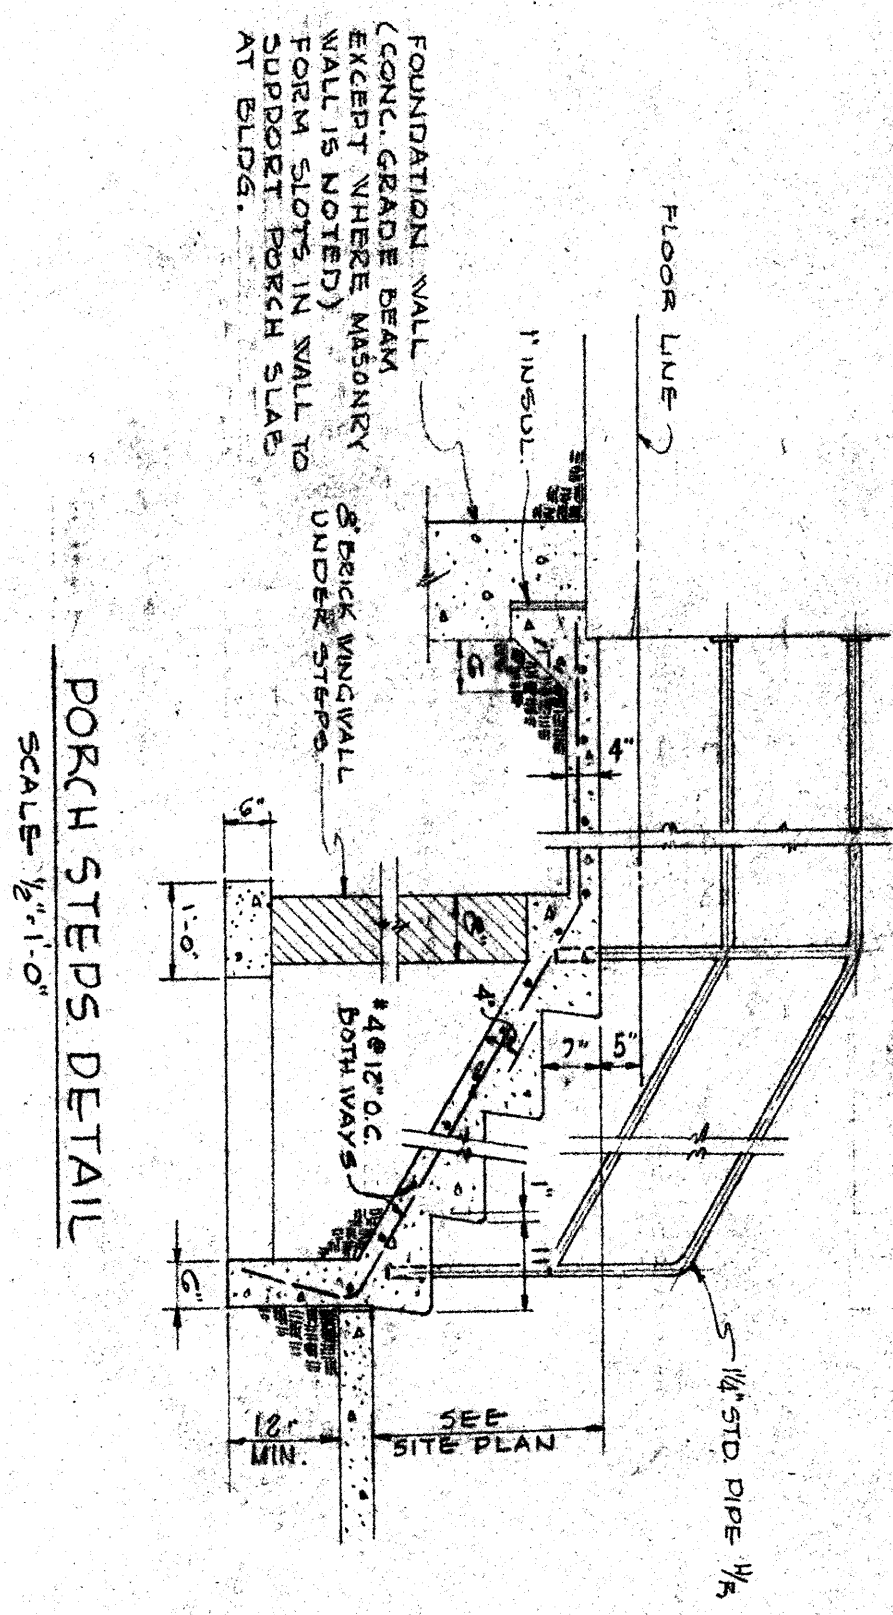 FLOOR LINE
1" INSUL.
FOUNDATION WALL
(CONC. GRADE BEAM
EXCEPT WHERE MASONRY
WALL IS NOTED)
FORM SLOTS IN WALL TO
SUPPORT PORCH SLAB
AT BLDG.
8" BRICK WINGWALL
UNDER STEPS
6
4"
6"
1'-0"
8"
4"
#4@12"O.C.
BOTH WAYS
7"
5"
1"
11"
6"
12"
MIN.
SEE
SITE PLAN
1¼" STD. PIPE H/R
PORCH STEPS DETAIL
SCALE - ½"=1'-0"